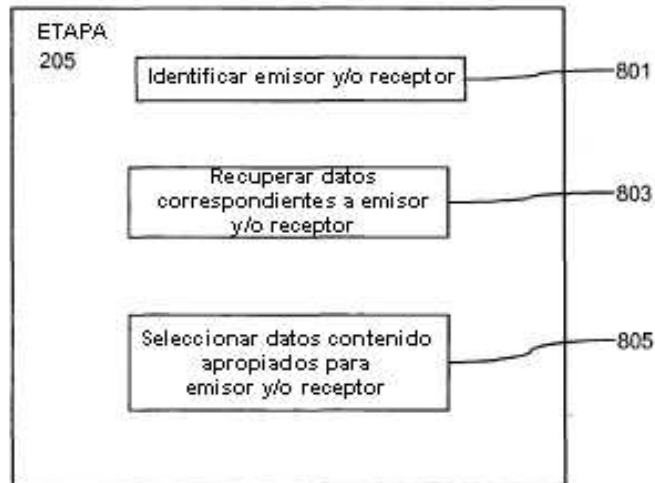 ETAPA
205
Identificar emisor y/o receptor
801
Recuperar datos
correspondientes a emisor
y/o receptor
803
Seleccionar datos contenido
apropiados para
emisor y/o receptor
805